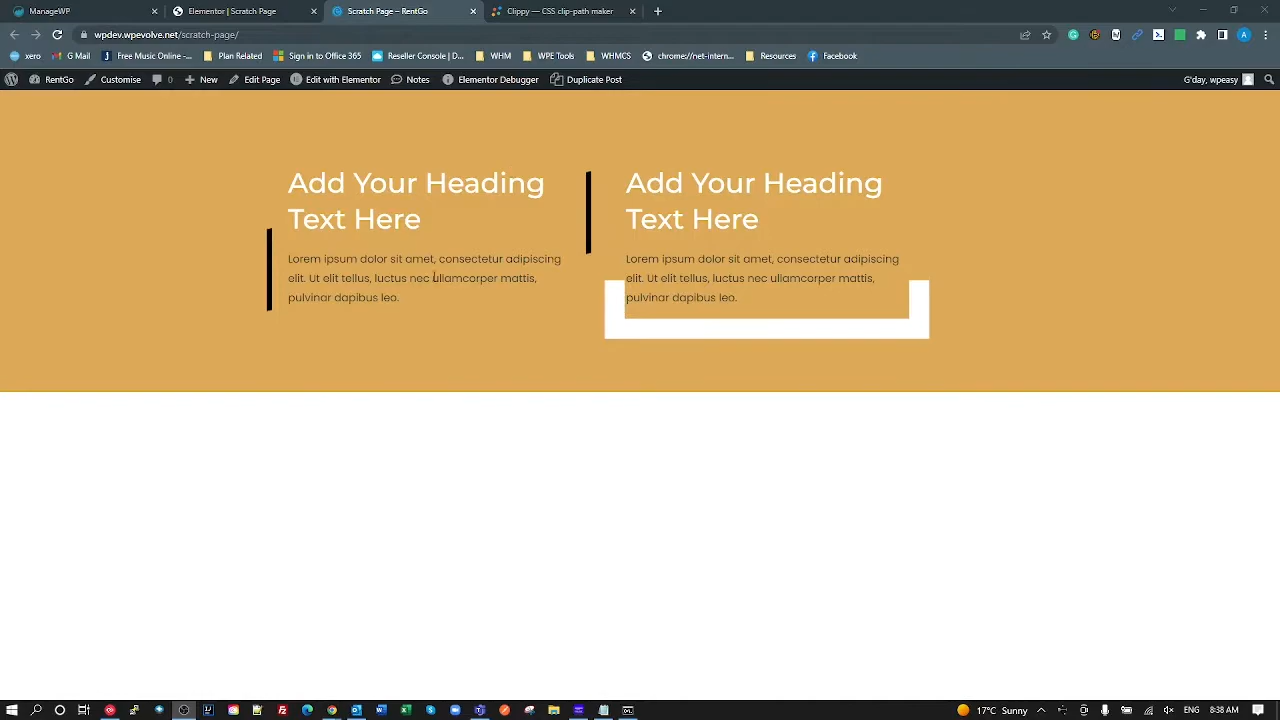 ManageWP
Elementor | Scratch Page
Scratch Page – RentGo
Clippy — CSS clip-path maker
wpdev.wpevolve.net/scratch-page/
xero
G Mail
Free Music Online -...
Plan Related
Sign in to Office 365
Reseller Console | D...
WHM
WPE Tools
WHMCS
chrome://net-intern...
Resources
Facebook
RentGo
Customise
0
New
Edit Page
Edit with Elementor
Notes
Elementor Debugger
Duplicate Post
G'day, wpeasy
Add Your Heading
Text Here
Lorem ipsum dolor sit amet, consectetur adipiscing
elit. Ut elit tellus, luctus nec ullamcorper mattis,
pulvinar dapibus leo.
Add Your Heading
Text Here
Lorem ipsum dolor sit amet, consectetur adipiscing
elit. Ut elit tellus, luctus nec ullamcorper mattis,
pulvinar dapibus leo.
17°C Sunny
ENG
8:38 AM